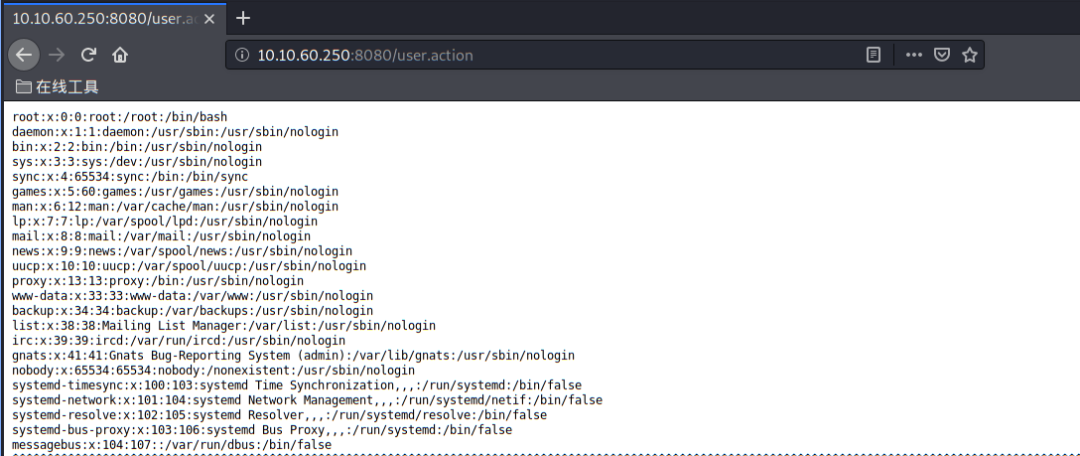 10.10.60.250:8080/user.ac
10.10.60.250:8080/user.action
在线工具
root:x:0:0:root:/root:/bin/bash
daemon:x:1:1:daemon:/usr/sbin:/usr/sbin/nologin
bin:x:2:2:bin:/bin:/usr/sbin/nologin
sys:x:3:3:sys:/dev:/usr/sbin/nologin
sync:x:4:65534:sync:/bin:/bin/sync
games:x:5:60:games:/usr/games:/usr/sbin/nologin
man:x:6:12:man:/var/cache/man:/usr/sbin/nologin
lp:x:7:7:lp:/var/spool/lpd:/usr/sbin/nologin
mail:x:8:8:mail:/var/mail:/usr/sbin/nologin
news:x:9:9:news:/var/spool/news:/usr/sbin/nologin
uucp:x:10:10:uucp:/var/spool/uucp:/usr/sbin/nologin
proxy:x:13:13:proxy:/bin:/usr/sbin/nologin
www-data:x:33:33:www-data:/var/www:/usr/sbin/nologin
backup:x:34:34:backup:/var/backups:/usr/sbin/nologin
list:x:38:38:Mailing List Manager:/var/list:/usr/sbin/nologin
irc:x:39:39:ircd:/var/run/ircd:/usr/sbin/nologin
gnats:x:41:41:Gnats Bug-Reporting System (admin):/var/lib/gnats:/usr/sbin/nologin
nobody:x:65534:65534:nobody:/nonexistent:/usr/sbin/nologin
systemd-timesync:x:100:103:systemd Time Synchronization,,,:/run/systemd:/bin/false
systemd-network:x:101:104:systemd Network Management,,,:/run/systemd/netif:/bin/false
systemd-resolve:x:102:105:systemd Resolver,,,:/run/systemd/resolve:/bin/false
systemd-bus-proxy:x:103:106:systemd Bus Proxy,,,:/run/systemd:/bin/false
messagebus:x:104:107::/var/run/dbus:/bin/false